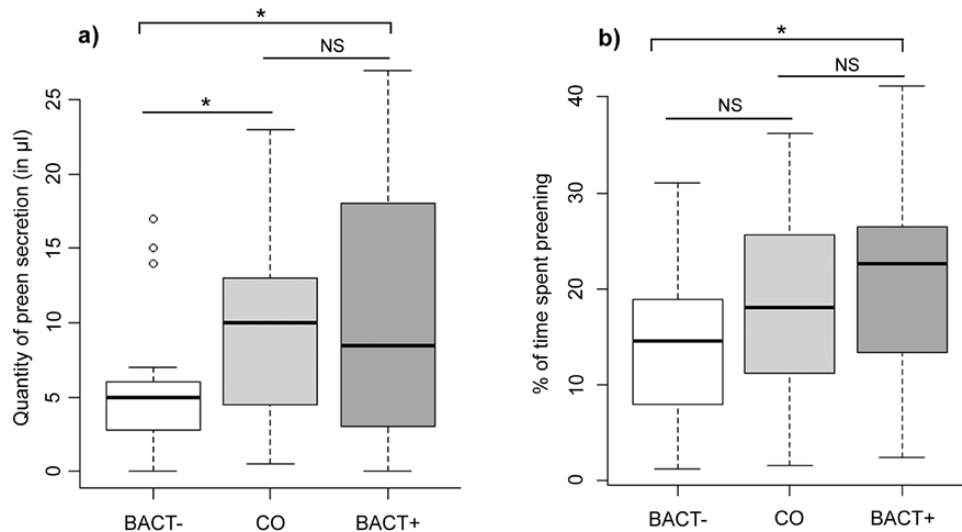 a)
*
NS
*
Quantity of preen secretion (in µl)
25
20
15
10
5
0
BACT- CO BACT+
b)
*
NS
NS
% of time spent preening
40
30
20
10
0
BACT- CO BACT+